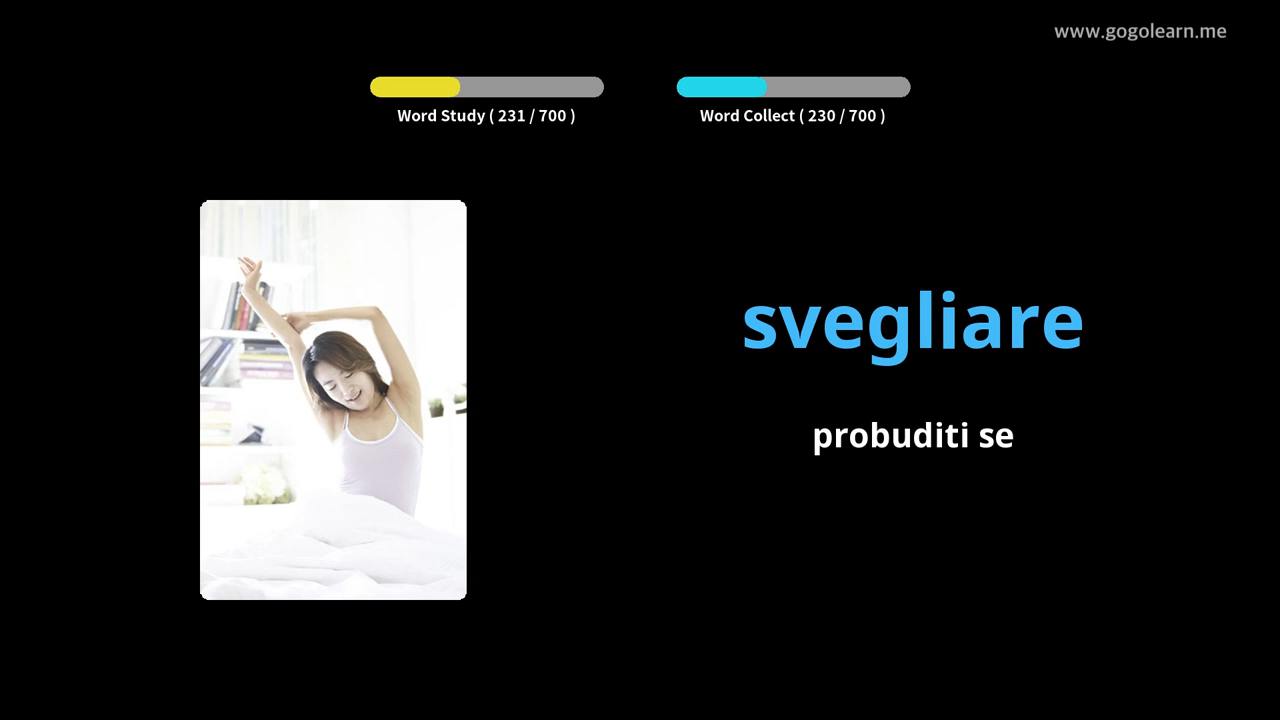 www.gogolearn.me
Word Study ( 231 / 700 )
Word Collect ( 230 / 700 )
svegliare
probuditi se